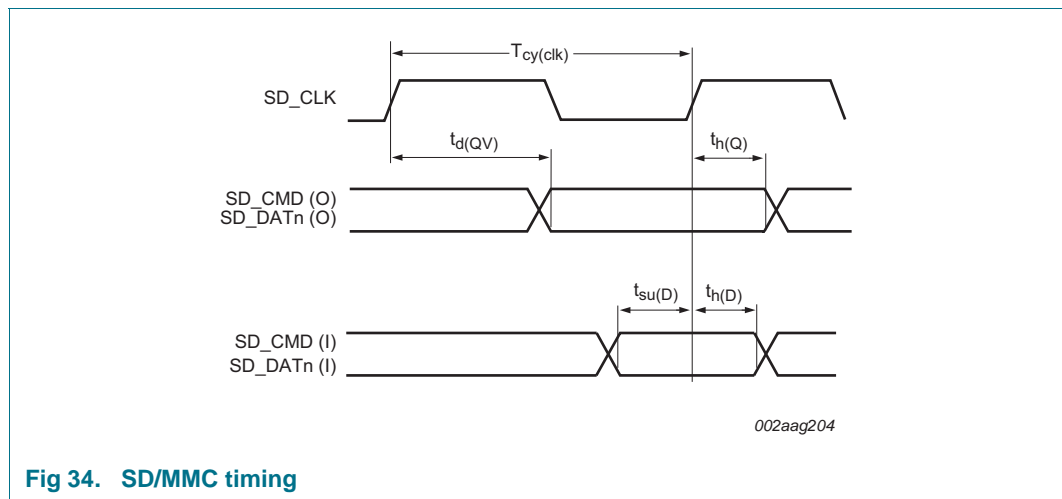 Tcy(clk)
SD_CLK
td(QV)
th(Q)
SD_CMD (O)
SD_DATn (O)
tsu(D)
th(D)
SD_CMD (I)
SD_DATn (I)
002aag204
Fig 34. SD/MMC timing